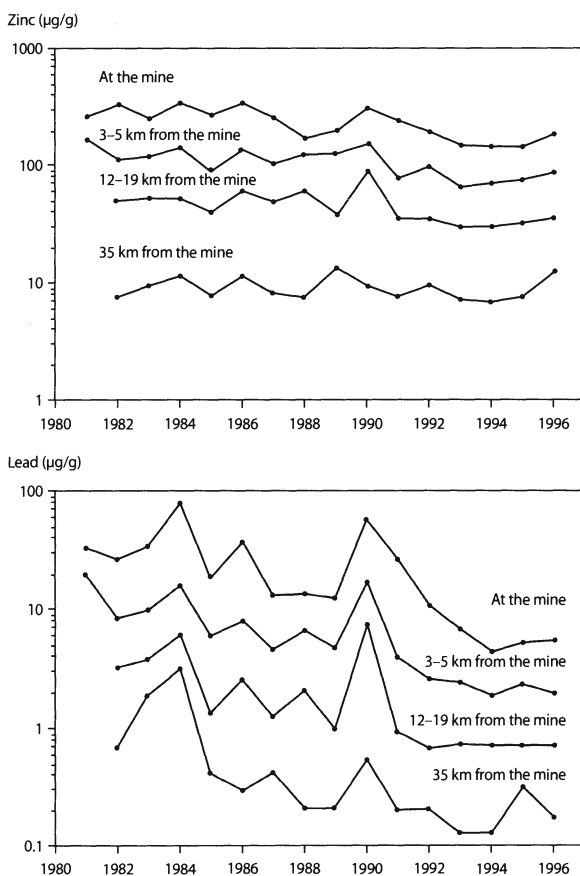 Zinc (µg/g)
1000
At the mine
3–5 km from the mine
100
12–19 km from the mine
35 km from the mine
10
1
1980 1982 1984 1986 1988 1990 1992 1994 1996
Lead (µg/g)
100
At the mine
10
3–5 km from the mine
12–19 km from the mine
1
35 km from the mine
0.1
1980 1982 1984 1986 1988 1990 1992 1994 1996